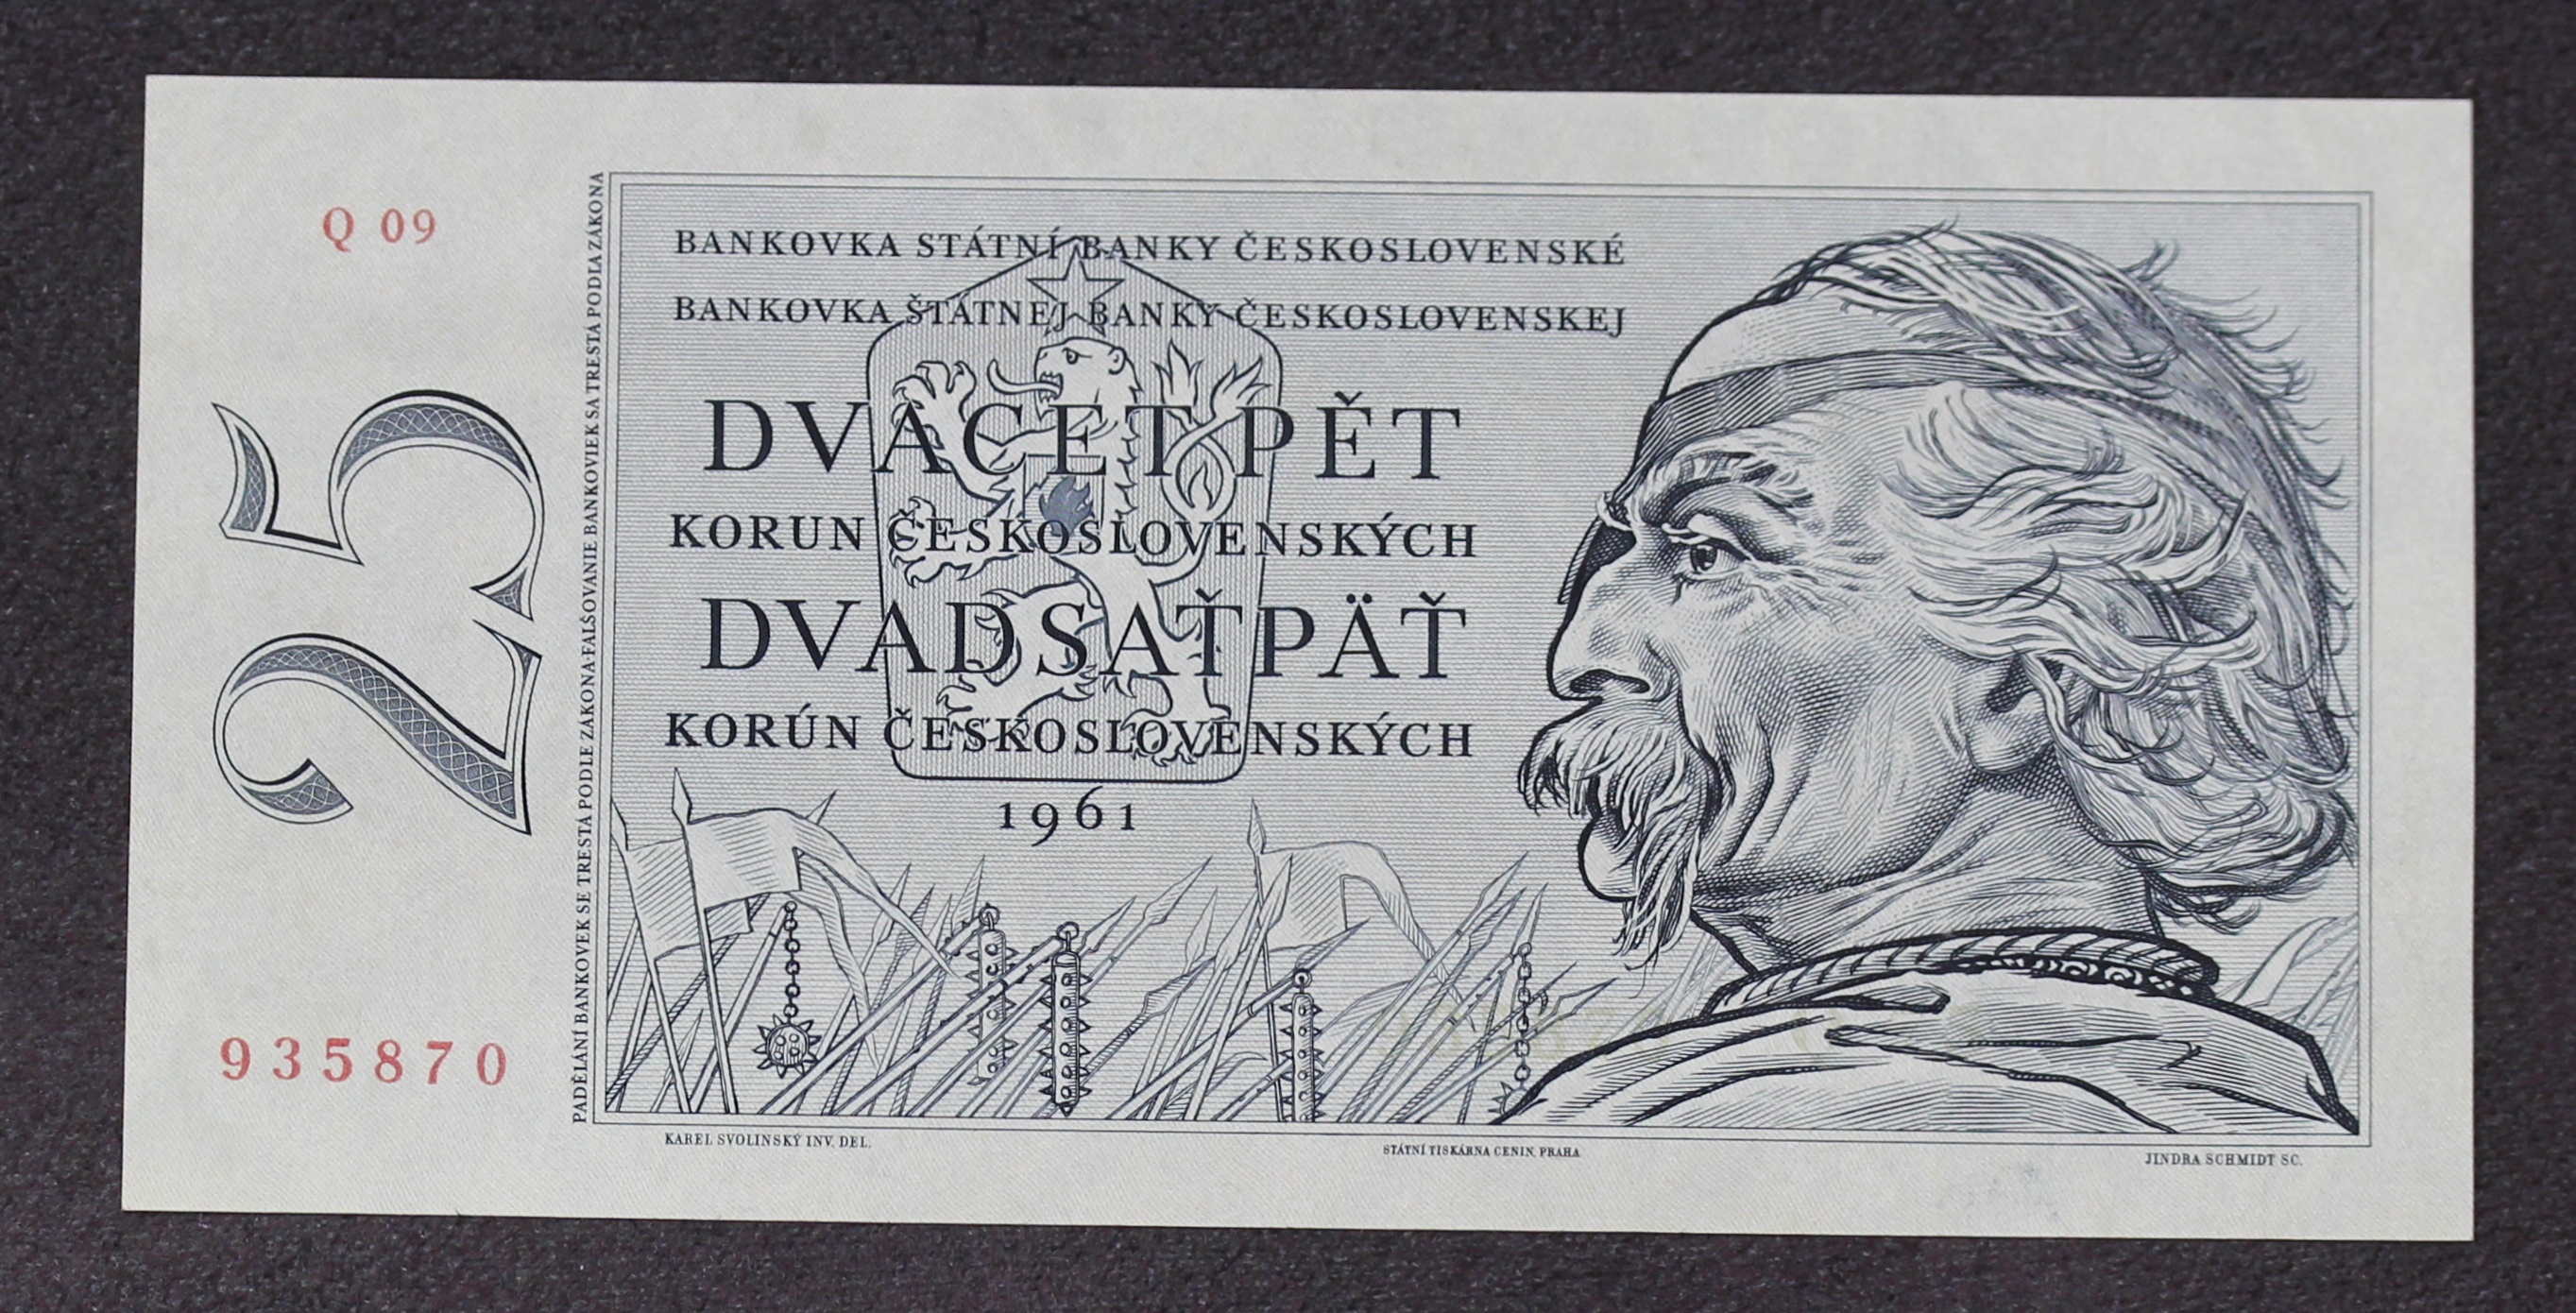 Q 09
25
935870
PADĚLÁNÍ BANKOVEK SE TRESTÁ PODLE ZÁKONA·FALŠOVANIE BANKOVIEK SA TRESTÁ PODĽA ZÁKONA
BANKOVKA STÁTNÍ BANKY ČESKOSLOVENSKÉ
BANKOVKA ŠTÁTNEJ BANKY ČESKOSLOVENSKEJ
DVACET PĚT
KORUN ČESKOSLOVENSKÝCH
DVADSAŤPÄŤ
KORÚN ČESKOSLOVENSKÝCH
1961
KAREL SVOLINSKÝ INV. DEL.
STÁTNÍ TISKÁRNA CENIN, PRAHA
JINDRA SCHMIDT SC.